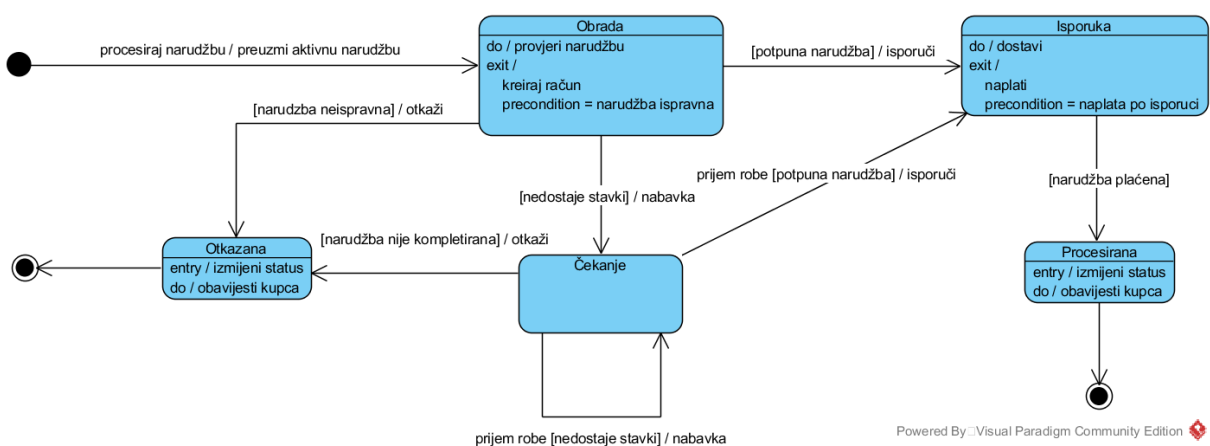 Obrada
do / provjeri narudžbu
exit /
kreiraj račun
precondition = narudžba ispravna
Isporuka
do / dostavi
exit /
naplati
precondition = naplata po isporuci
procesiraj narudžbu / preuzmi aktivnu narudžbu
[potpuna narudžba] / isporuči
[narudzba neispravna] / otkaži
prijem robe [potpuna narudžba] / isporuči
[narudžba plaćena]
[nedostaje stavki] / nabavka
[narudžba nije kompletirana] / otkaži
Otkazana
entry / izmijeni status
do / obavijesti kupca
Čekanje
Procesirana
entry / izmijeni status
do / obavijesti kupca
prijem robe [nedostaje stavki] / nabavka
Powered By Visual Paradigm Community Edition